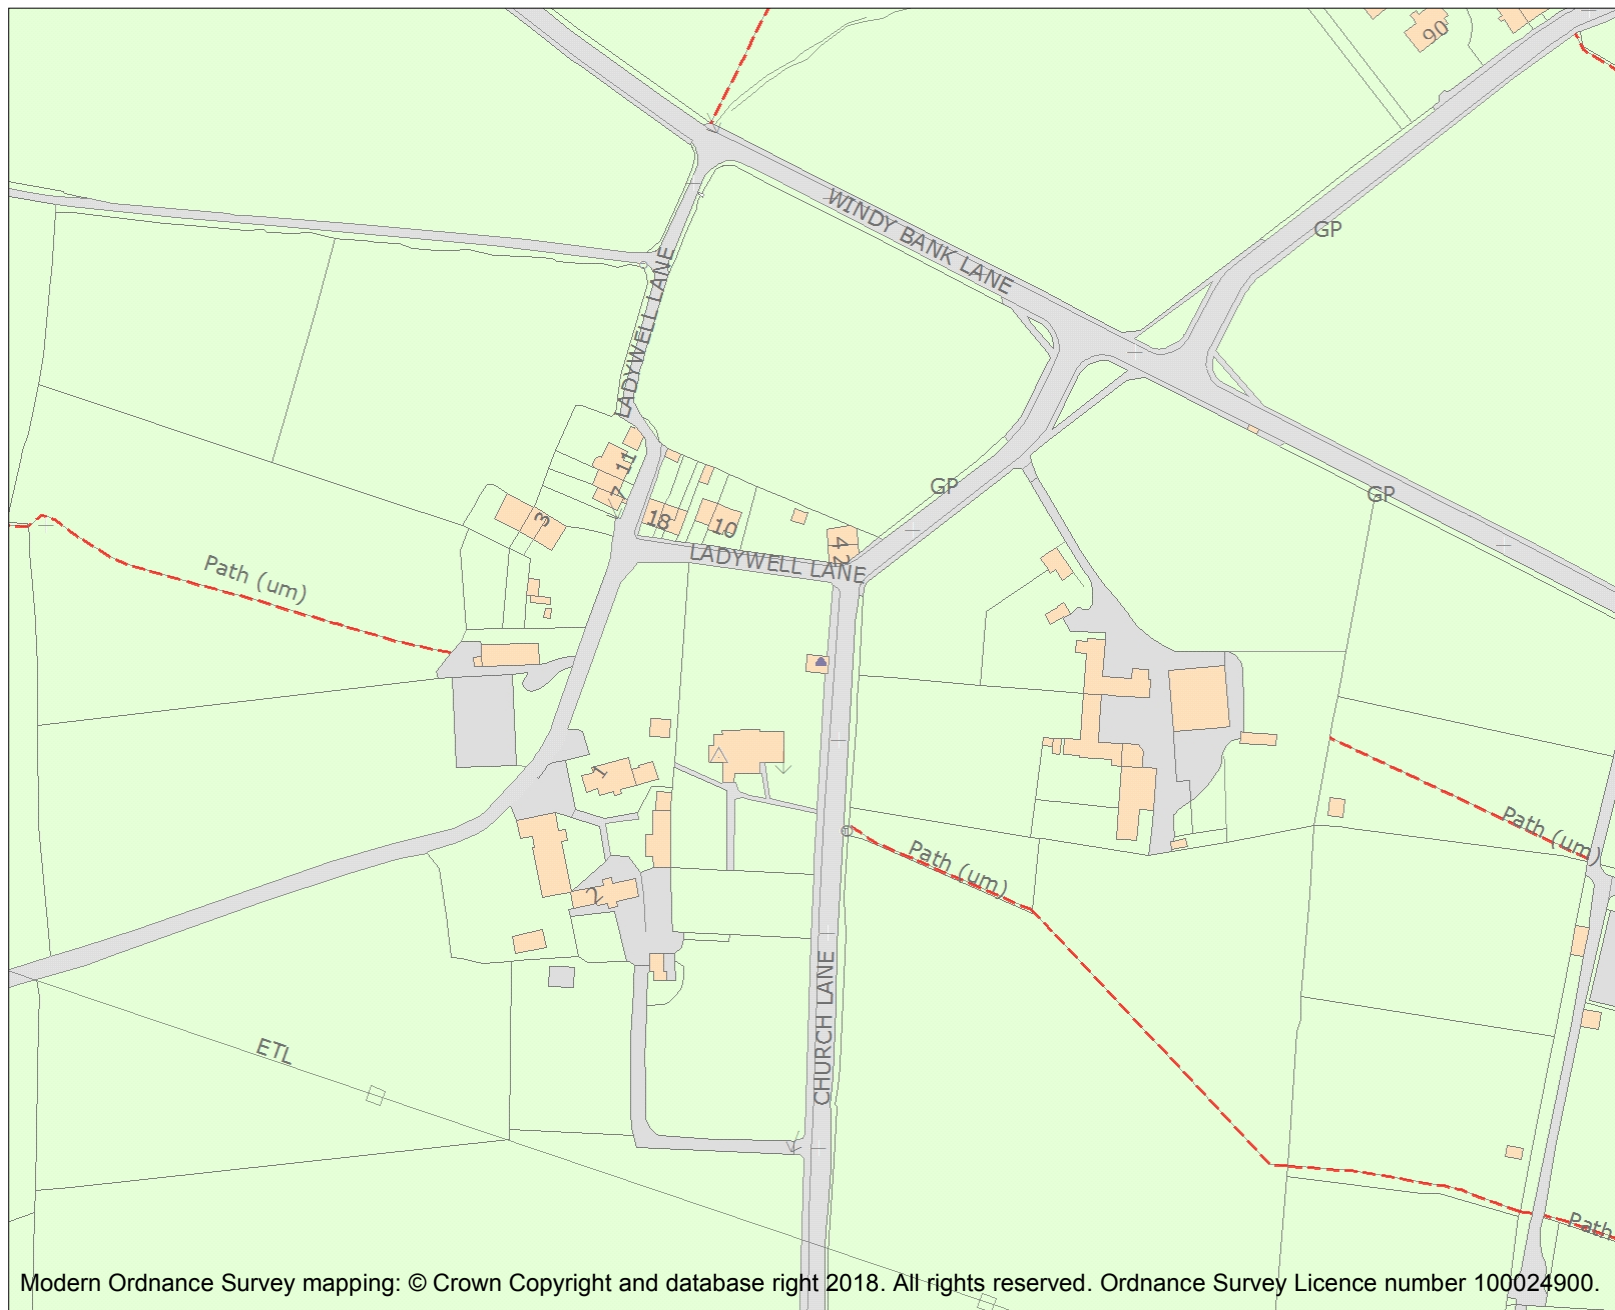 90
GP
WINDY BANK LANE
LADYWELL LANE
11
7
3
18
10
4
2
GP
GP
LADYWELL LANE
Path (um)
1
2
Path (um)
Path (um)
CHURCH LANE
ETL
Path
Modern Ordnance Survey mapping: © Crown Copyright and database right 2018. All rights reserved. Ordnance Survey Licence number 100024900.